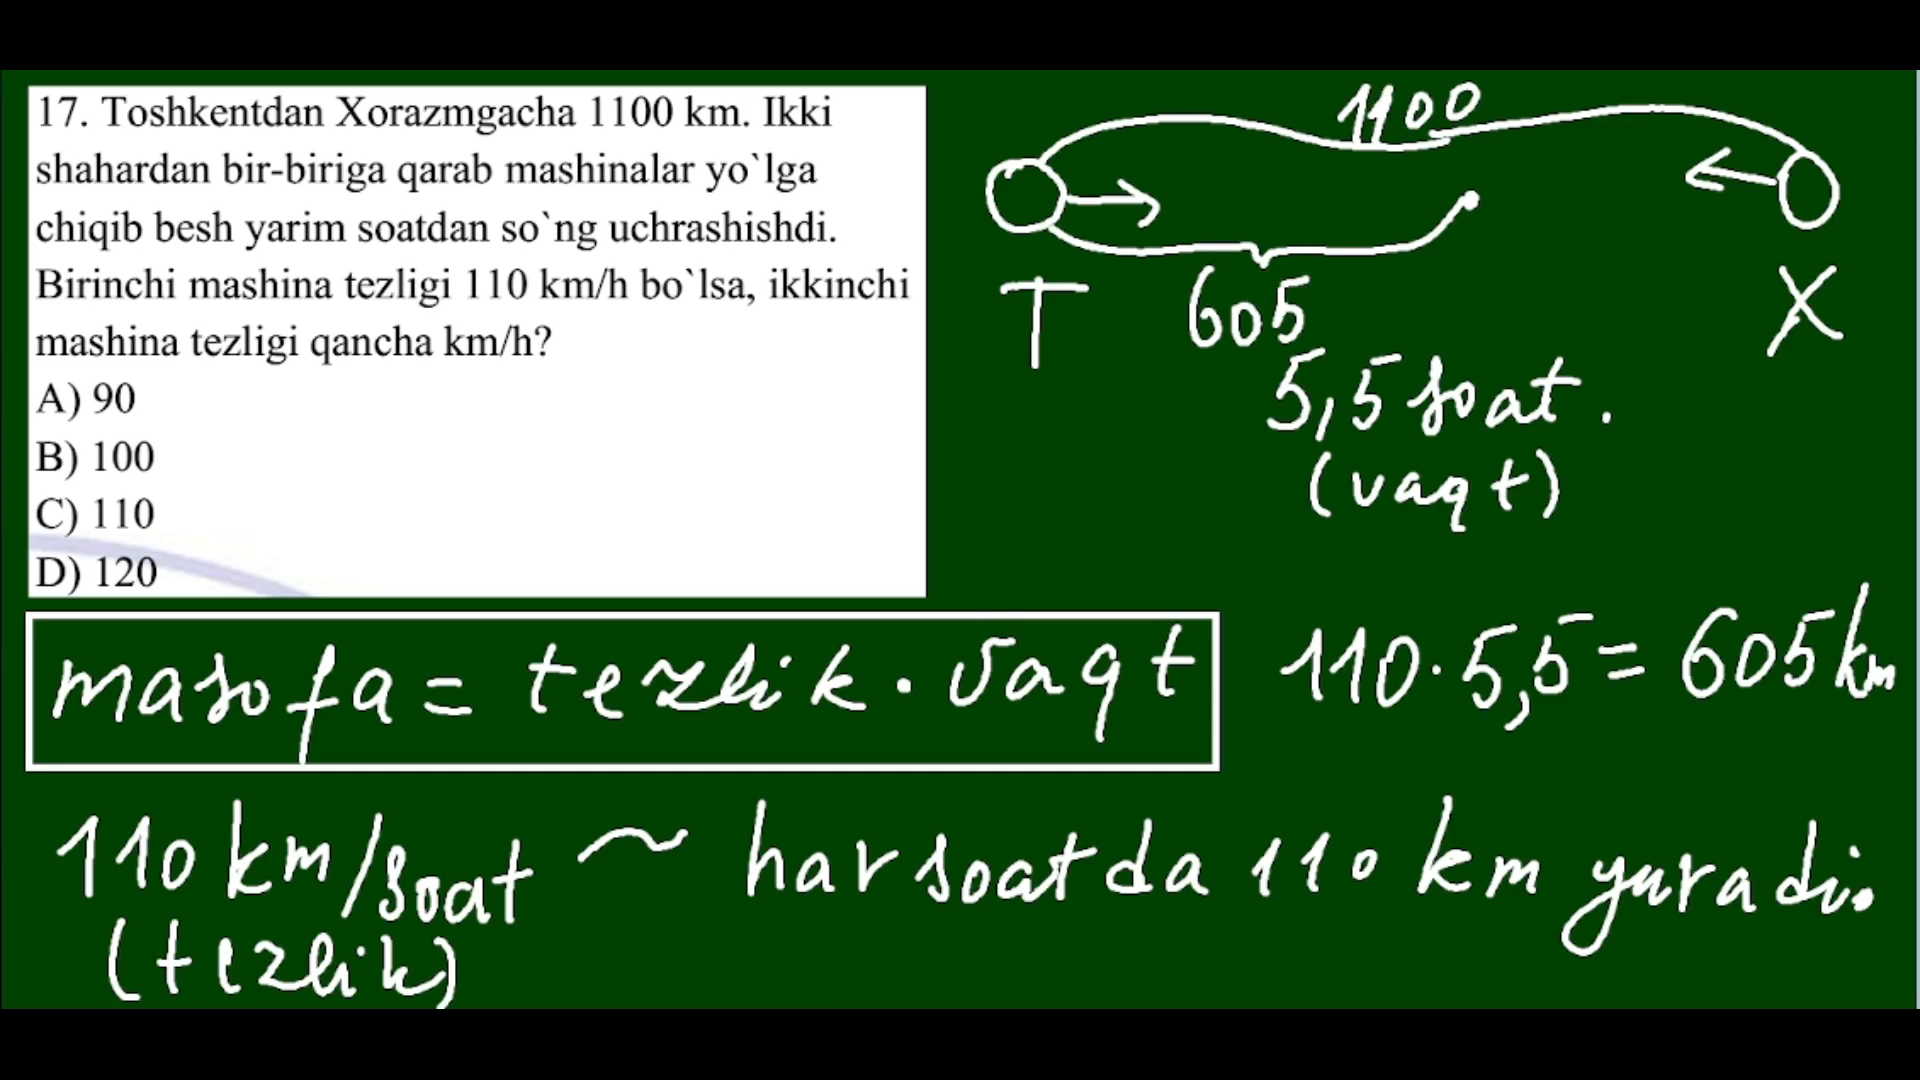 17. Toshkentdan Xorazmgacha 1100 km. Ikki
shahardan bir-biriga qarab mashinalar yo`lga
chiqib besh yarim soatdan so`ng uchrashishdi.
Birinchi mashina tezligi 110 km/h bo`lsa, ikkinchi
mashina tezligi qancha km/h?
A) 90
B) 100
C) 110
D) 120
1100
T 605 X
5,5 soat.
(vaqt)
masofa = tezlik · vaqt
110 · 5,5 = 605 km
110 km/soat ~ har soatda 110 km yuradi.
(tezlik)